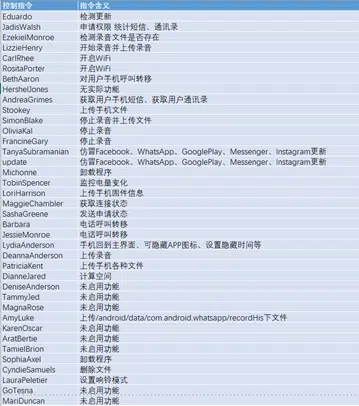 控制指令 指令含义
Eduardo 检测更新
JadisWalsh 申请权限 统计短信、通讯录
EzekielMonroe 检测录音文件是否存在
LizzieHenry 开始录音并上传录音
CarlRhee 开启WiFi
RositaPorter 开启WiFi
BethAaron 对用户手机呼叫转移
HershelJones 无实际功能
AndreaGrimes 获取用户手机短信、获取用户通讯录
Stookey 上传手机文件
SimonBlake 停止录音并上传文件
OliviaKal 停止录音
FrancineGary 停止录音
TanyaSubramanian 仿冒Facebook、WhatsApp、GooglePlay、Messenger、Instagram更新
update 仿冒Facebook、WhatsApp、GooglePlay、Messenger、Instagram更新
Michonne 卸载程序
TobinSpencer 监控电量变化
LoriHarrison 上传手机固件信息
MaggieChambler 获取连接状态
SashaGreene 发送申请状态
Barbara 电话呼叫转移
JessieMonroe 电话呼叫转移
LydiaAnderson 手机回到主界面、可隐藏APP图标、设置隐藏时间等
DeannaAnderson 上传录音
PatriciaKent 上传手机各种文件
DianneJared 计算空间
DeniseAnderson 未启用功能
TammyJed 未启用功能
MagnaRose 未启用功能
AmyLuke 上传/android/data/com.android.whatsapp/recordHis下文件
KarenOscar 未启用功能
AratBertie 未启用功能
TamielBrion 未启用功能
SophiaAxel 卸载程序
CyndieSamuels 删除文件
LauraPeletier 设置响铃模式
GoTesna 未启用功能
MariDuncan 未启用功能